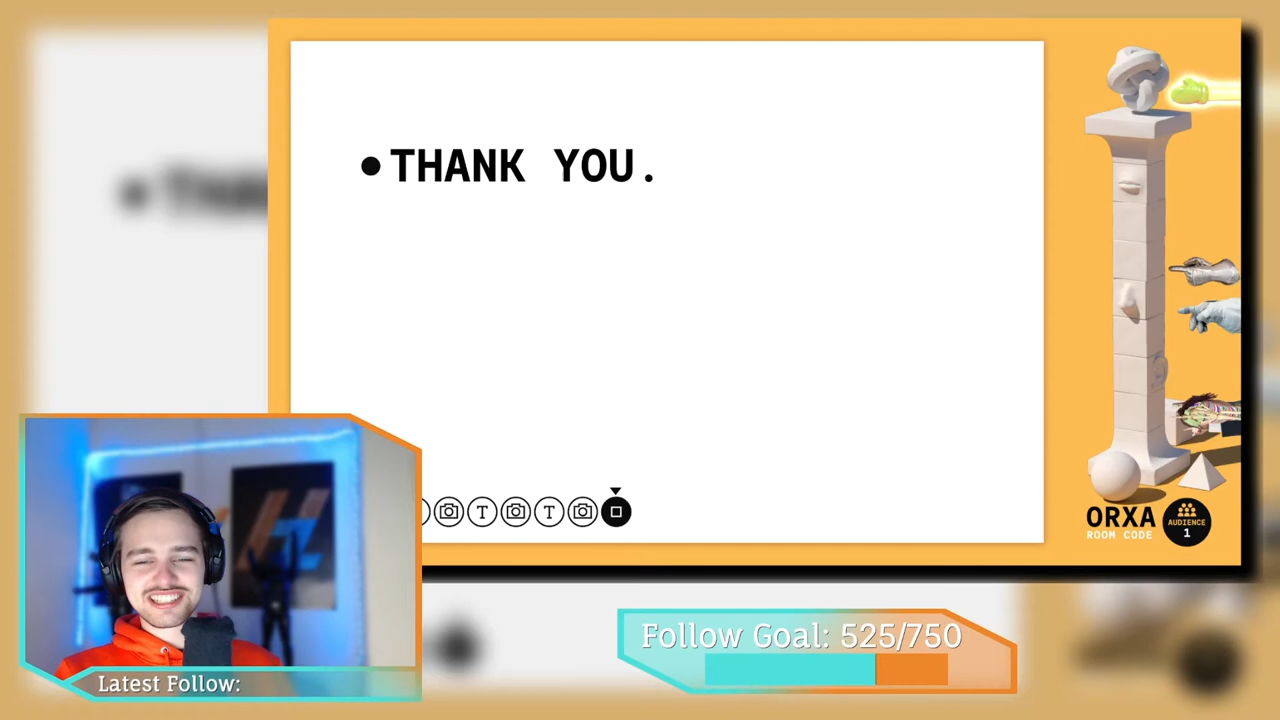 ● THANK YOU.
T
T
ORXA
ROOM CODE
AUDIENCE
1
Latest Follow:
Follow Goal: 525/750